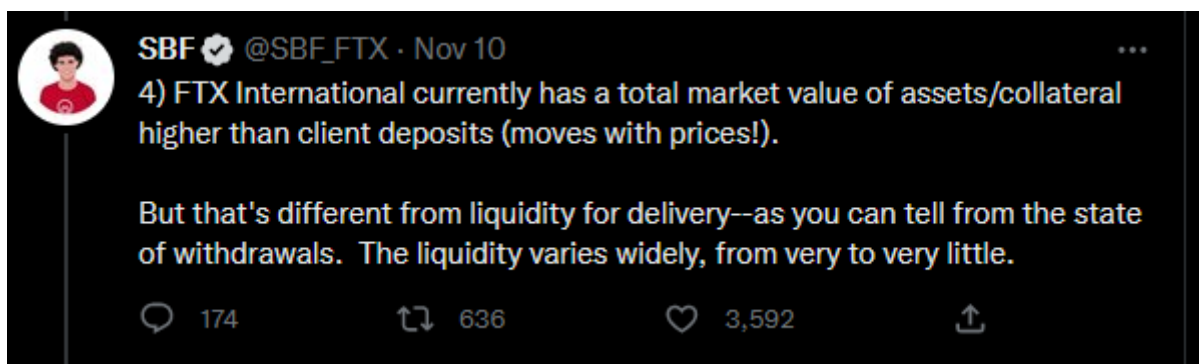 SBF @SBF_FTX · Nov 10
4) FTX International currently has a total market value of assets/collateral
higher than client deposits (moves with prices!).
But that's different from liquidity for delivery--as you can tell from the state
of withdrawals.  The liquidity varies widely, from very to very little.
174 636 3,592